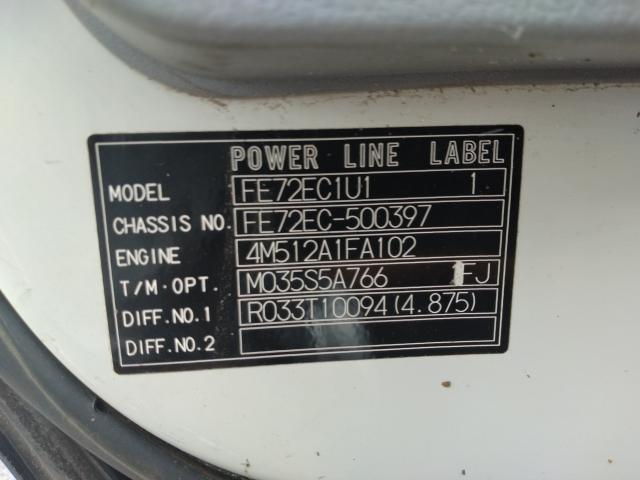 POWER LINE LABEL
MODEL FE72EC1U1 1
CHASSIS NO. FE72EC-500397
ENGINE 4M512A1FA102
T/M·OPT. M035S5A766 FJ
DIFF.NO.1 R033T10094(4.875)
DIFF.NO.2